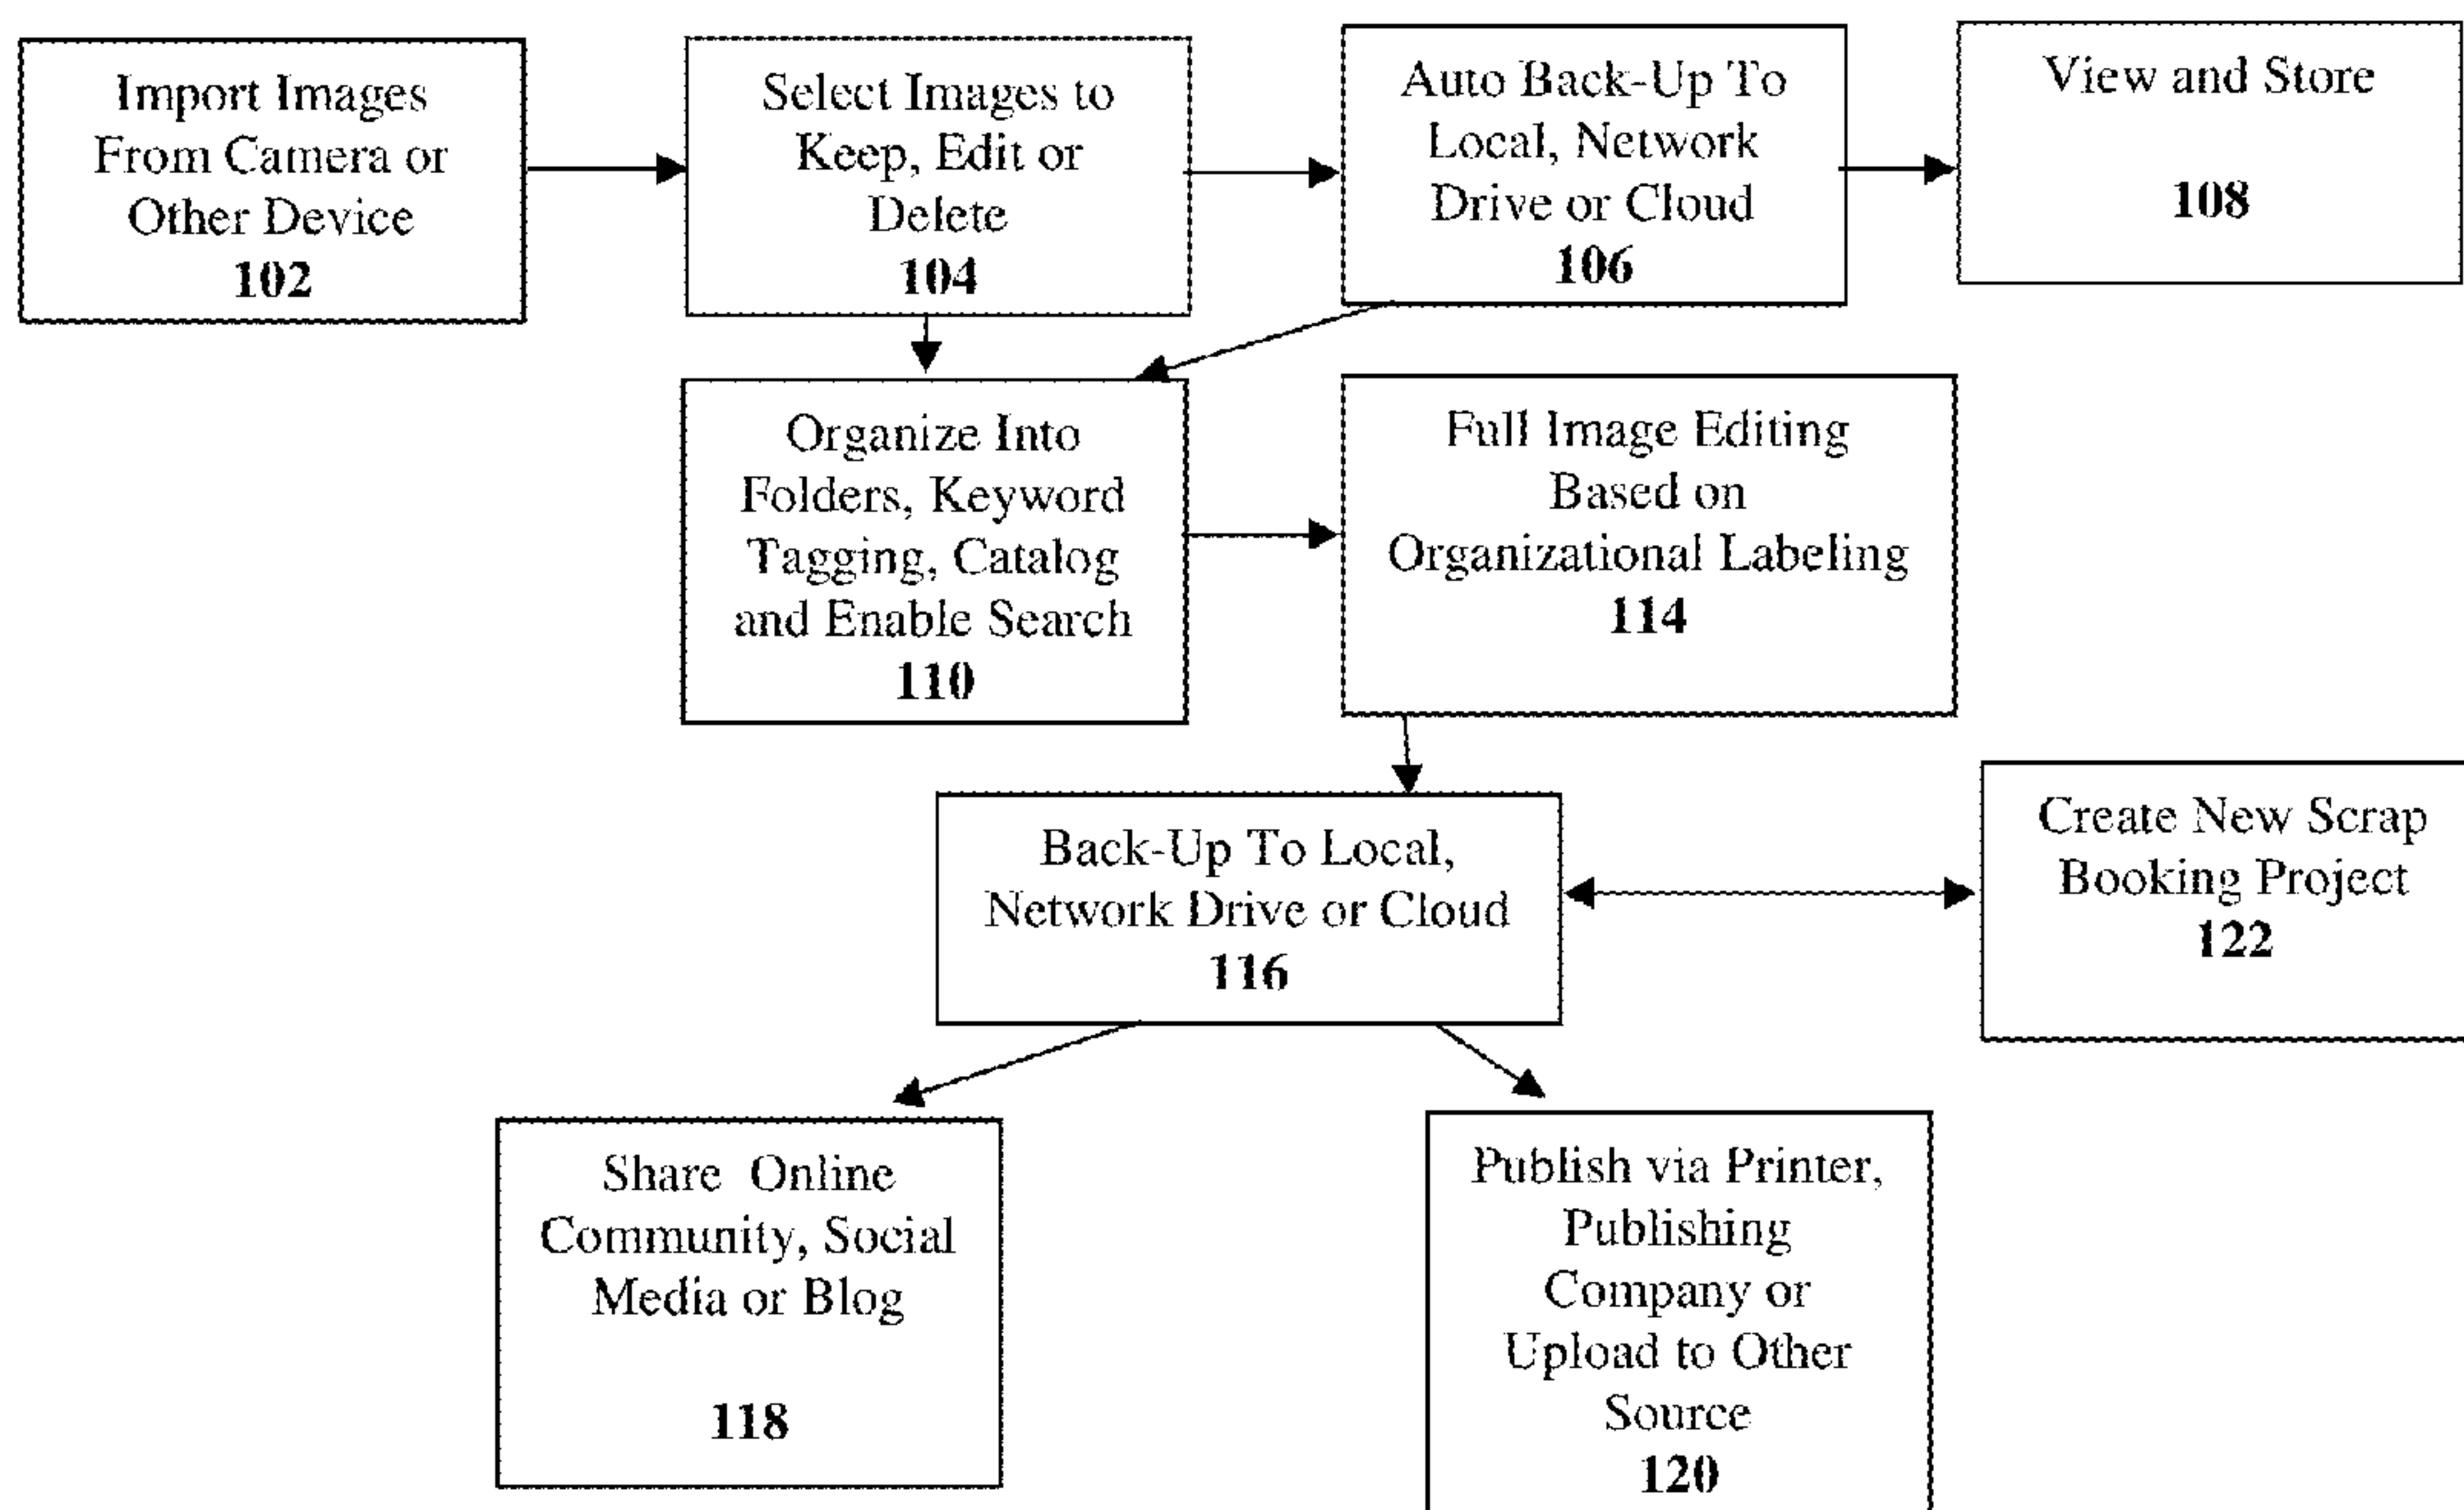 Import Images
From Camera or
Other Device
102
Select Images to
Keep, Edit or
Delete
104
Auto Back-Up To
Local, Network
Drive or Cloud
106
View and Store
108
Organize Into
Folders, Keyword
Tagging, Catalog
and Enable Search
110
Full Image Editing
Based on
Organizational Labeling
114
Back-Up To Local,
Network Drive or Cloud
116
Create New Scrap
Booking Project
122
Share Online
Community, Social
Media or Blog
118
Publish via Printer,
Publishing
Company or
Upload to Other
Source
120